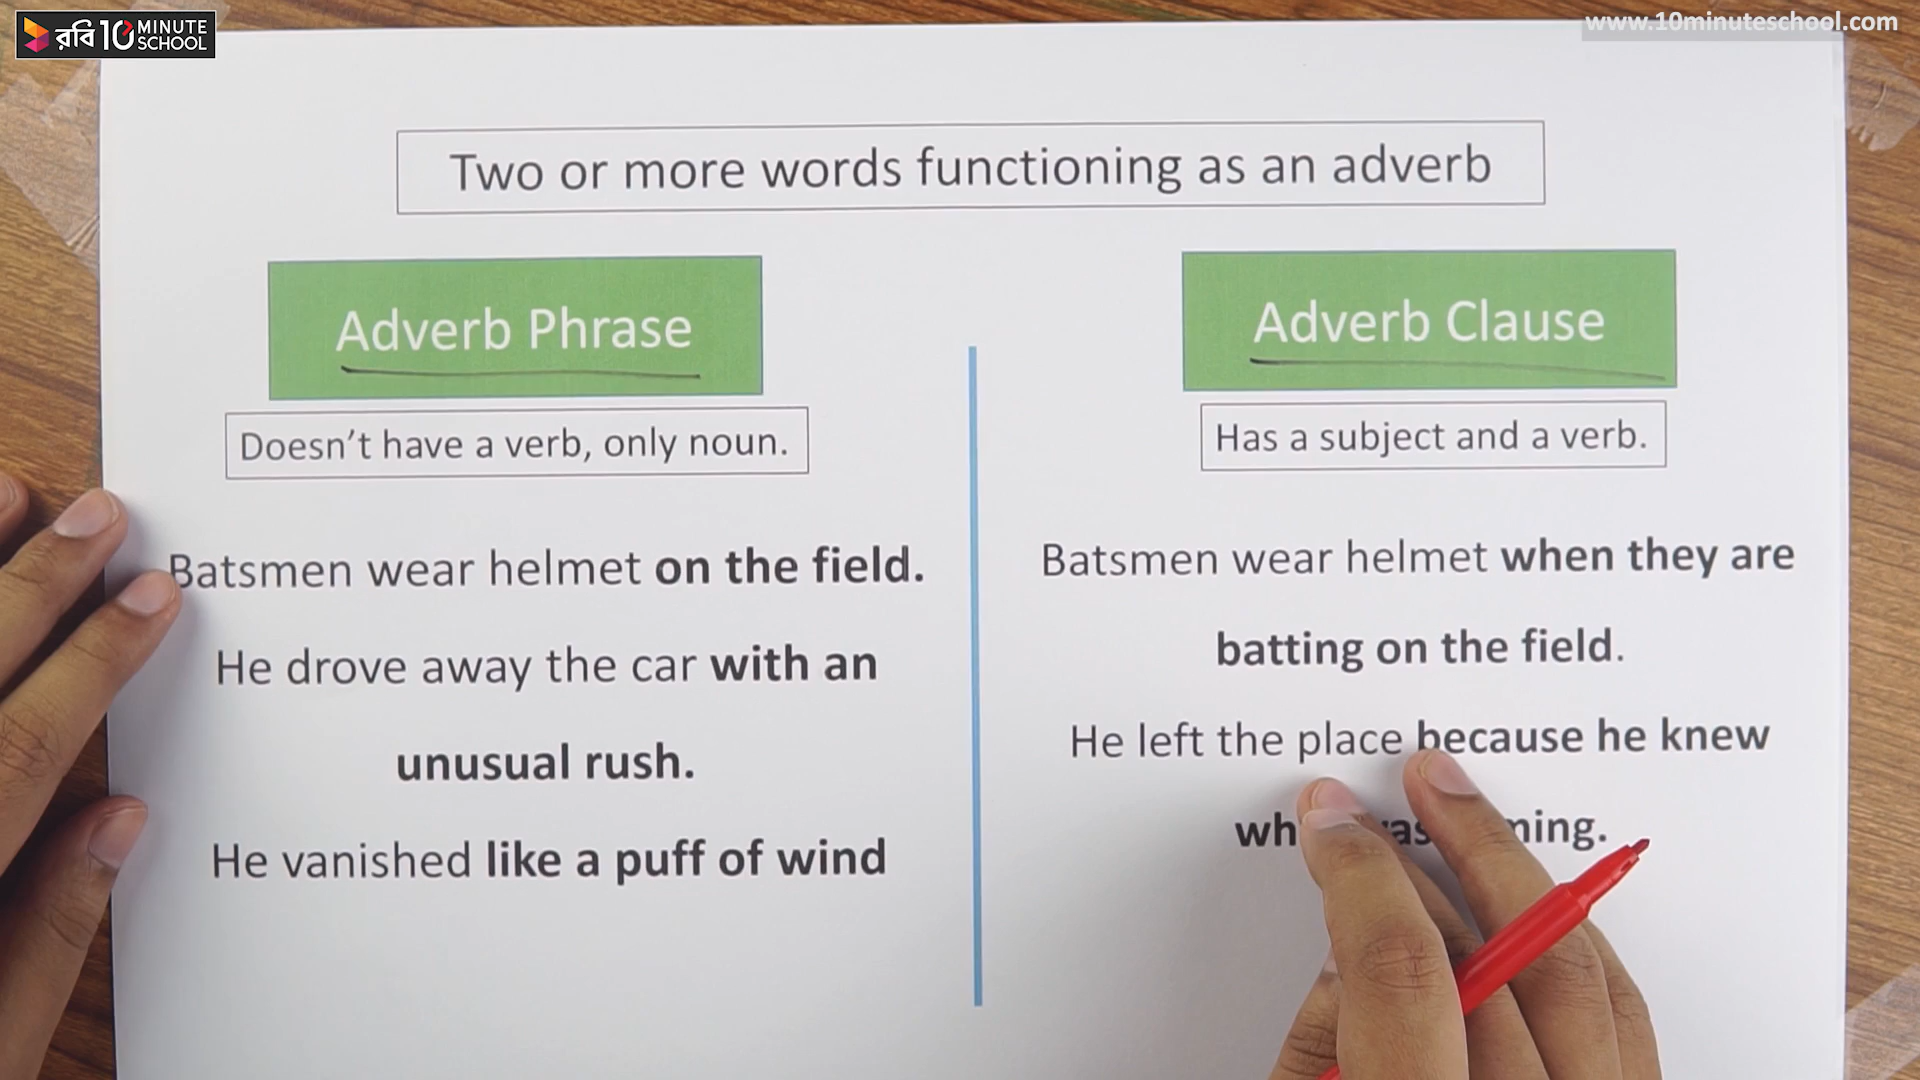 রবি 10 MINUTE SCHOOL
www.10minuteschool.com
Two or more words functioning as an adverb
Adverb Phrase
Doesn't have a verb, only noun.
Batsmen wear helmet on the field.
He drove away the car with an
unusual rush.
He vanished like a puff of wind
Adverb Clause
Has a subject and a verb.
Batsmen wear helmet when they are
batting on the field.
He left the place because he knew